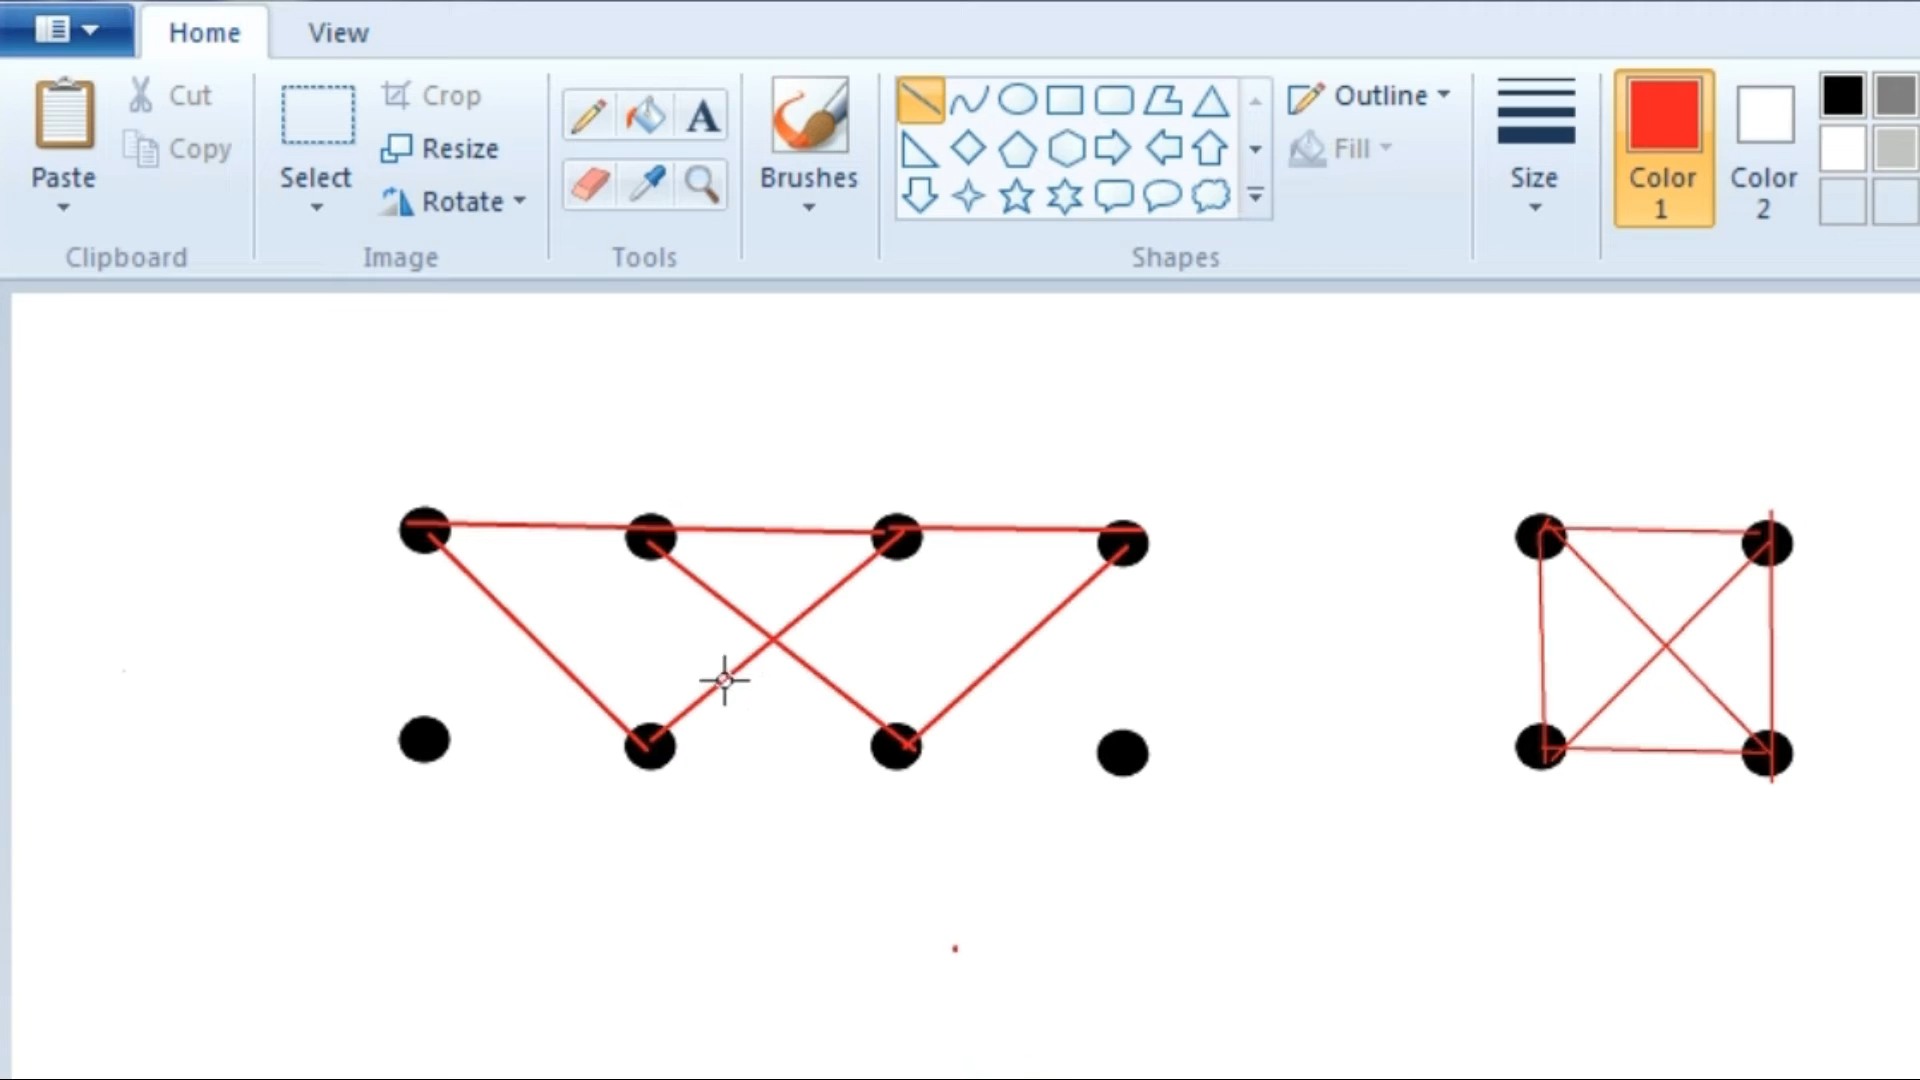 Home View
Paste Cut Copy Clipboard
Select Crop Resize Rotate Image
A Tools
Brushes
Outline Fill Shapes
Size
Color 1
Color 2